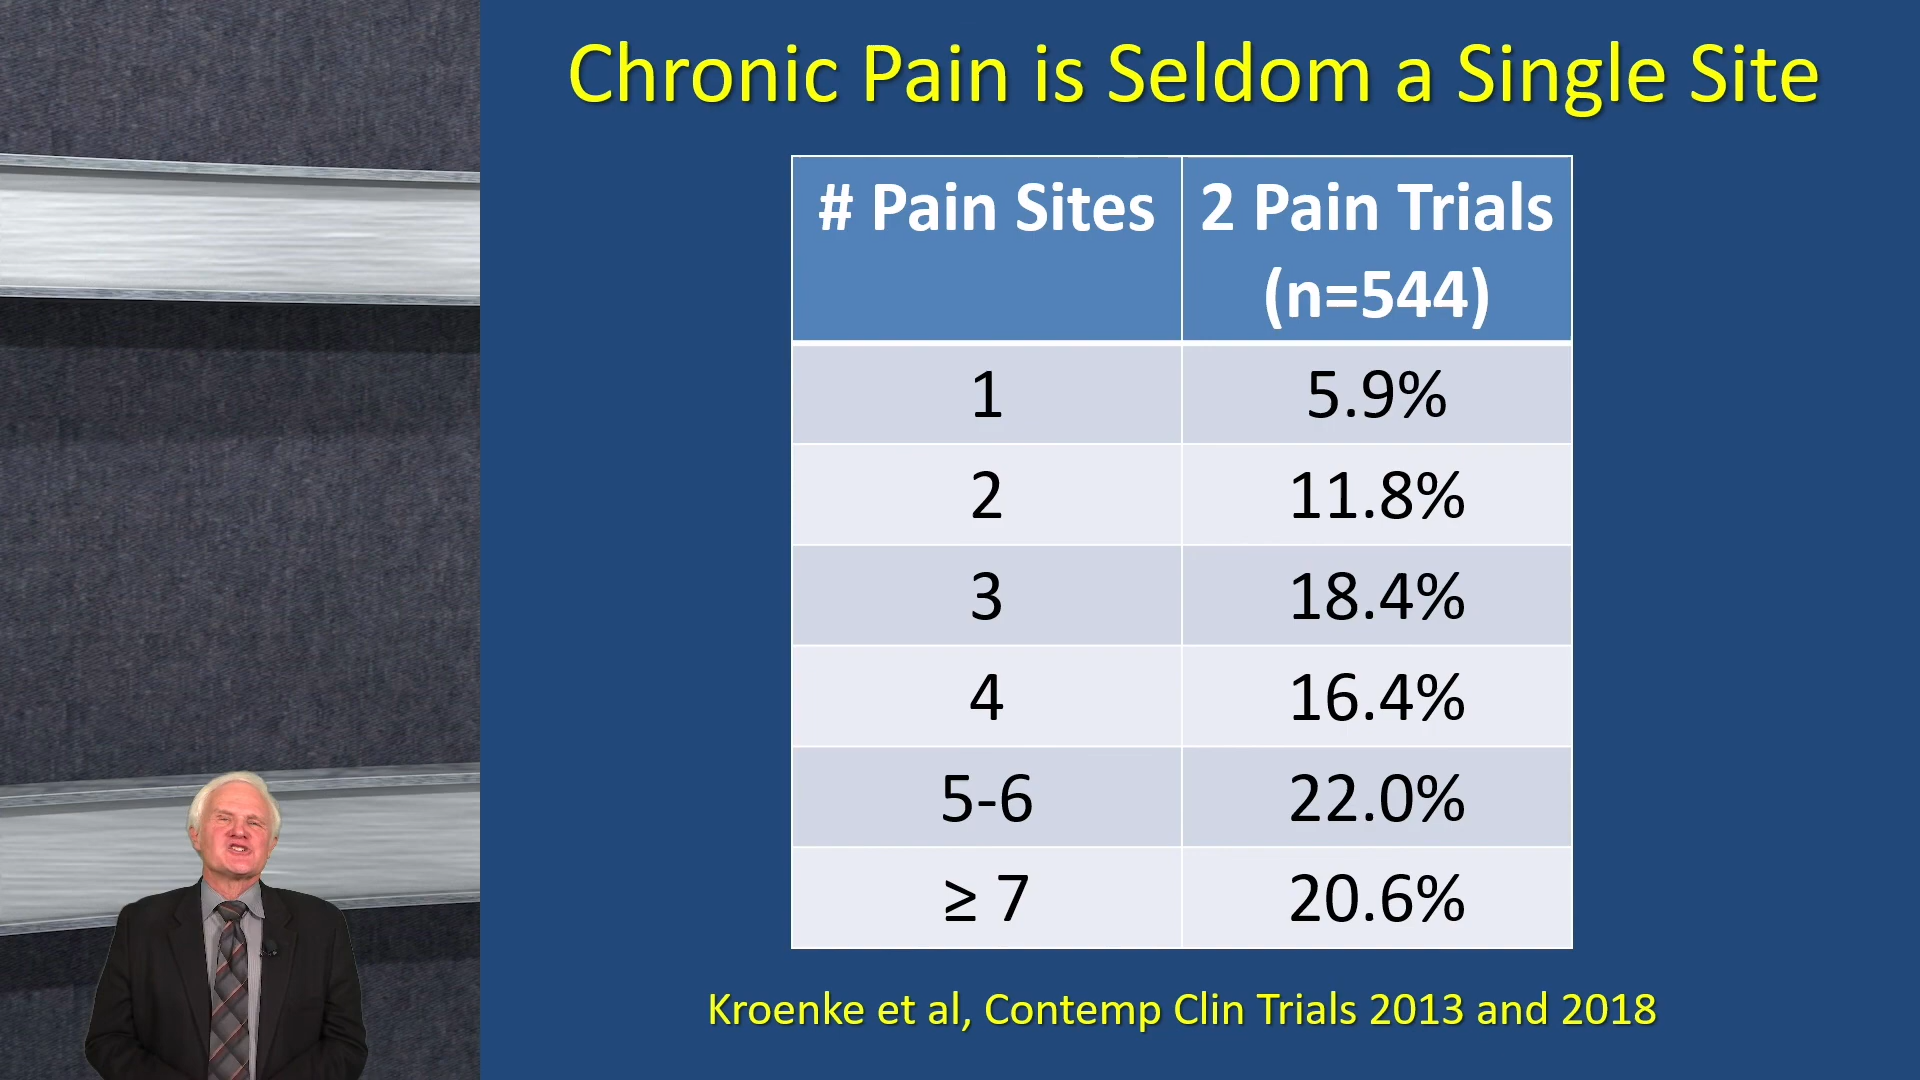 Chronic Pain is Seldom a Single Site
# Pain Sites 2 Pain Trials
(n=544)
1 5.9%
2 11.8%
3 18.4%
4 16.4%
5-6 22.0%
≥ 7 20.6%
Kroenke et al, Contemp Clin Trials 2013 and 2018